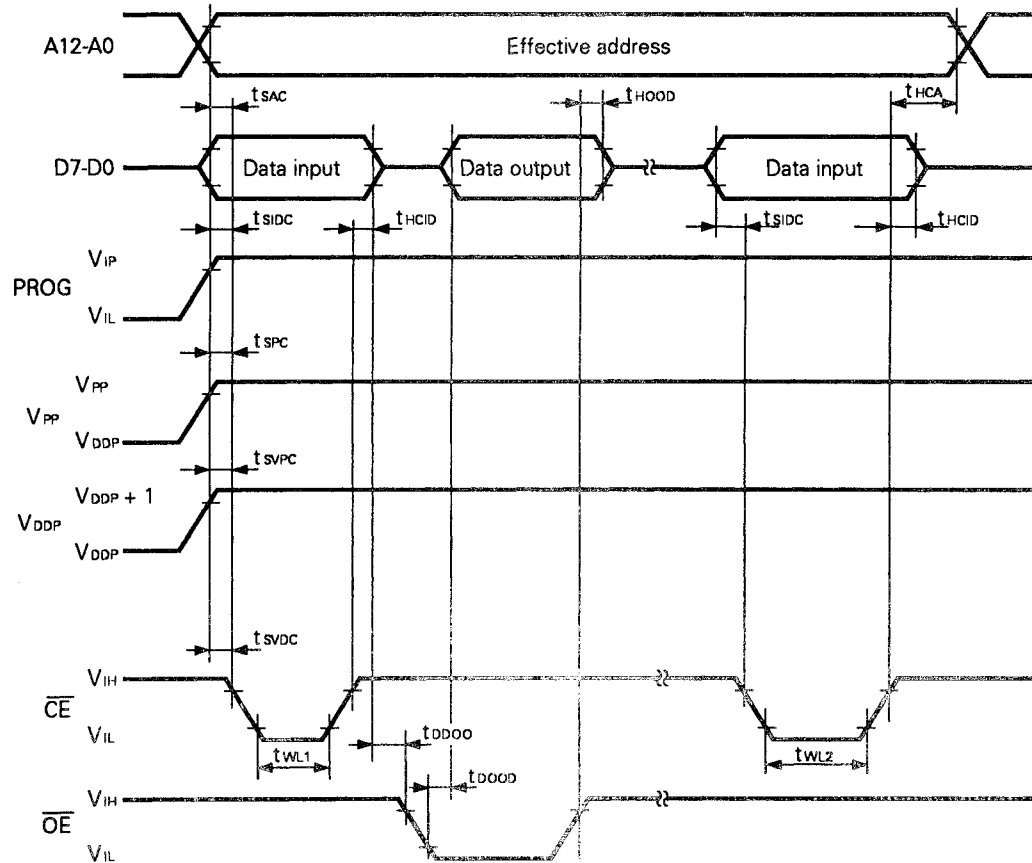 A12-A0
Effective address
tSAC
tHOOD
tHCA
D7-D0
Data input
Data output
Data input
tSIDC
tHCID
tSIDC
tHCID
VIP
PROG
VIL
tSPC
VPP
VPP
VDDP
tSVPC
VDDP + 1
VDDP
VDDP
tSVDC
VIH
CE
VIL
tWL1
tDDOO
tWL2
tDOOD
VIH
OE
VIL